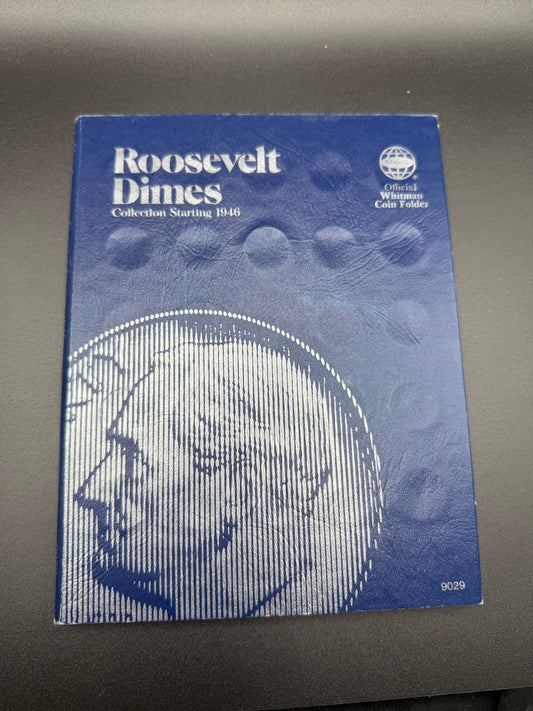 Roosevelt
Dimes
Collection Starting 1946
®
Official
Whitman
Coin Folder
9029